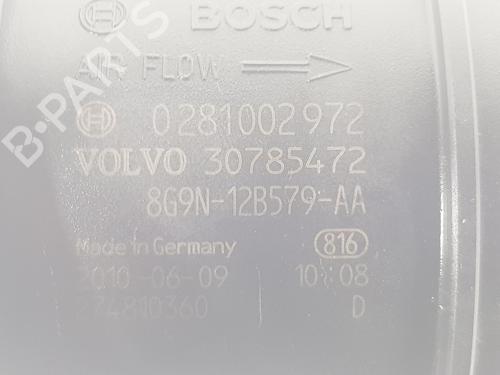 BOSCH
AIR FLOW
0281002972
VOLVO 30785472
8G9N-12B579-AA
Made in Germany 816
2010-06-09 10:08
274810360 D
B-PARTS